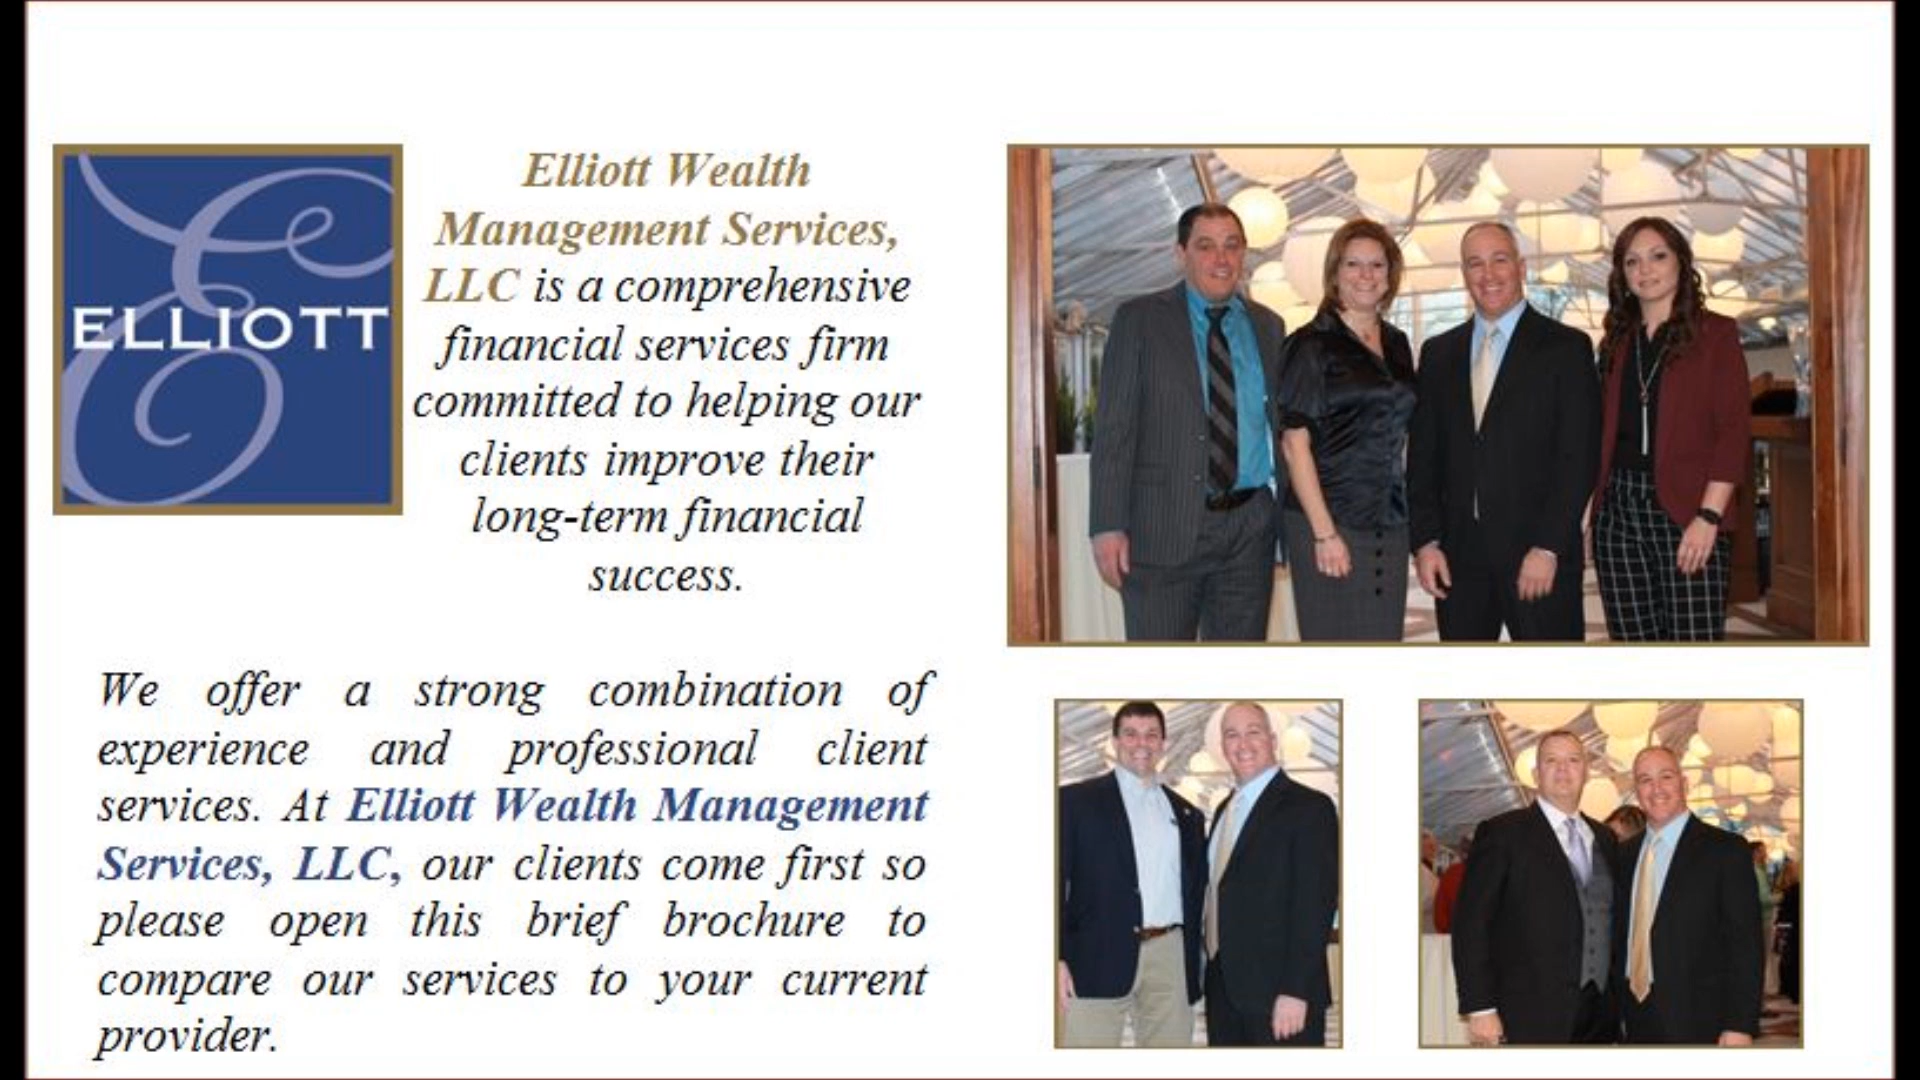 ELLIOTT
Elliott Wealth
Management Services,
LLC is a comprehensive
financial services firm
committed to helping our
clients improve their
long-term financial
success.
We offer a strong combination of
experience and professional client
services. At Elliott Wealth Management
Services, LLC, our clients come first so
please open this brief brochure to
compare our services to your current
provider.